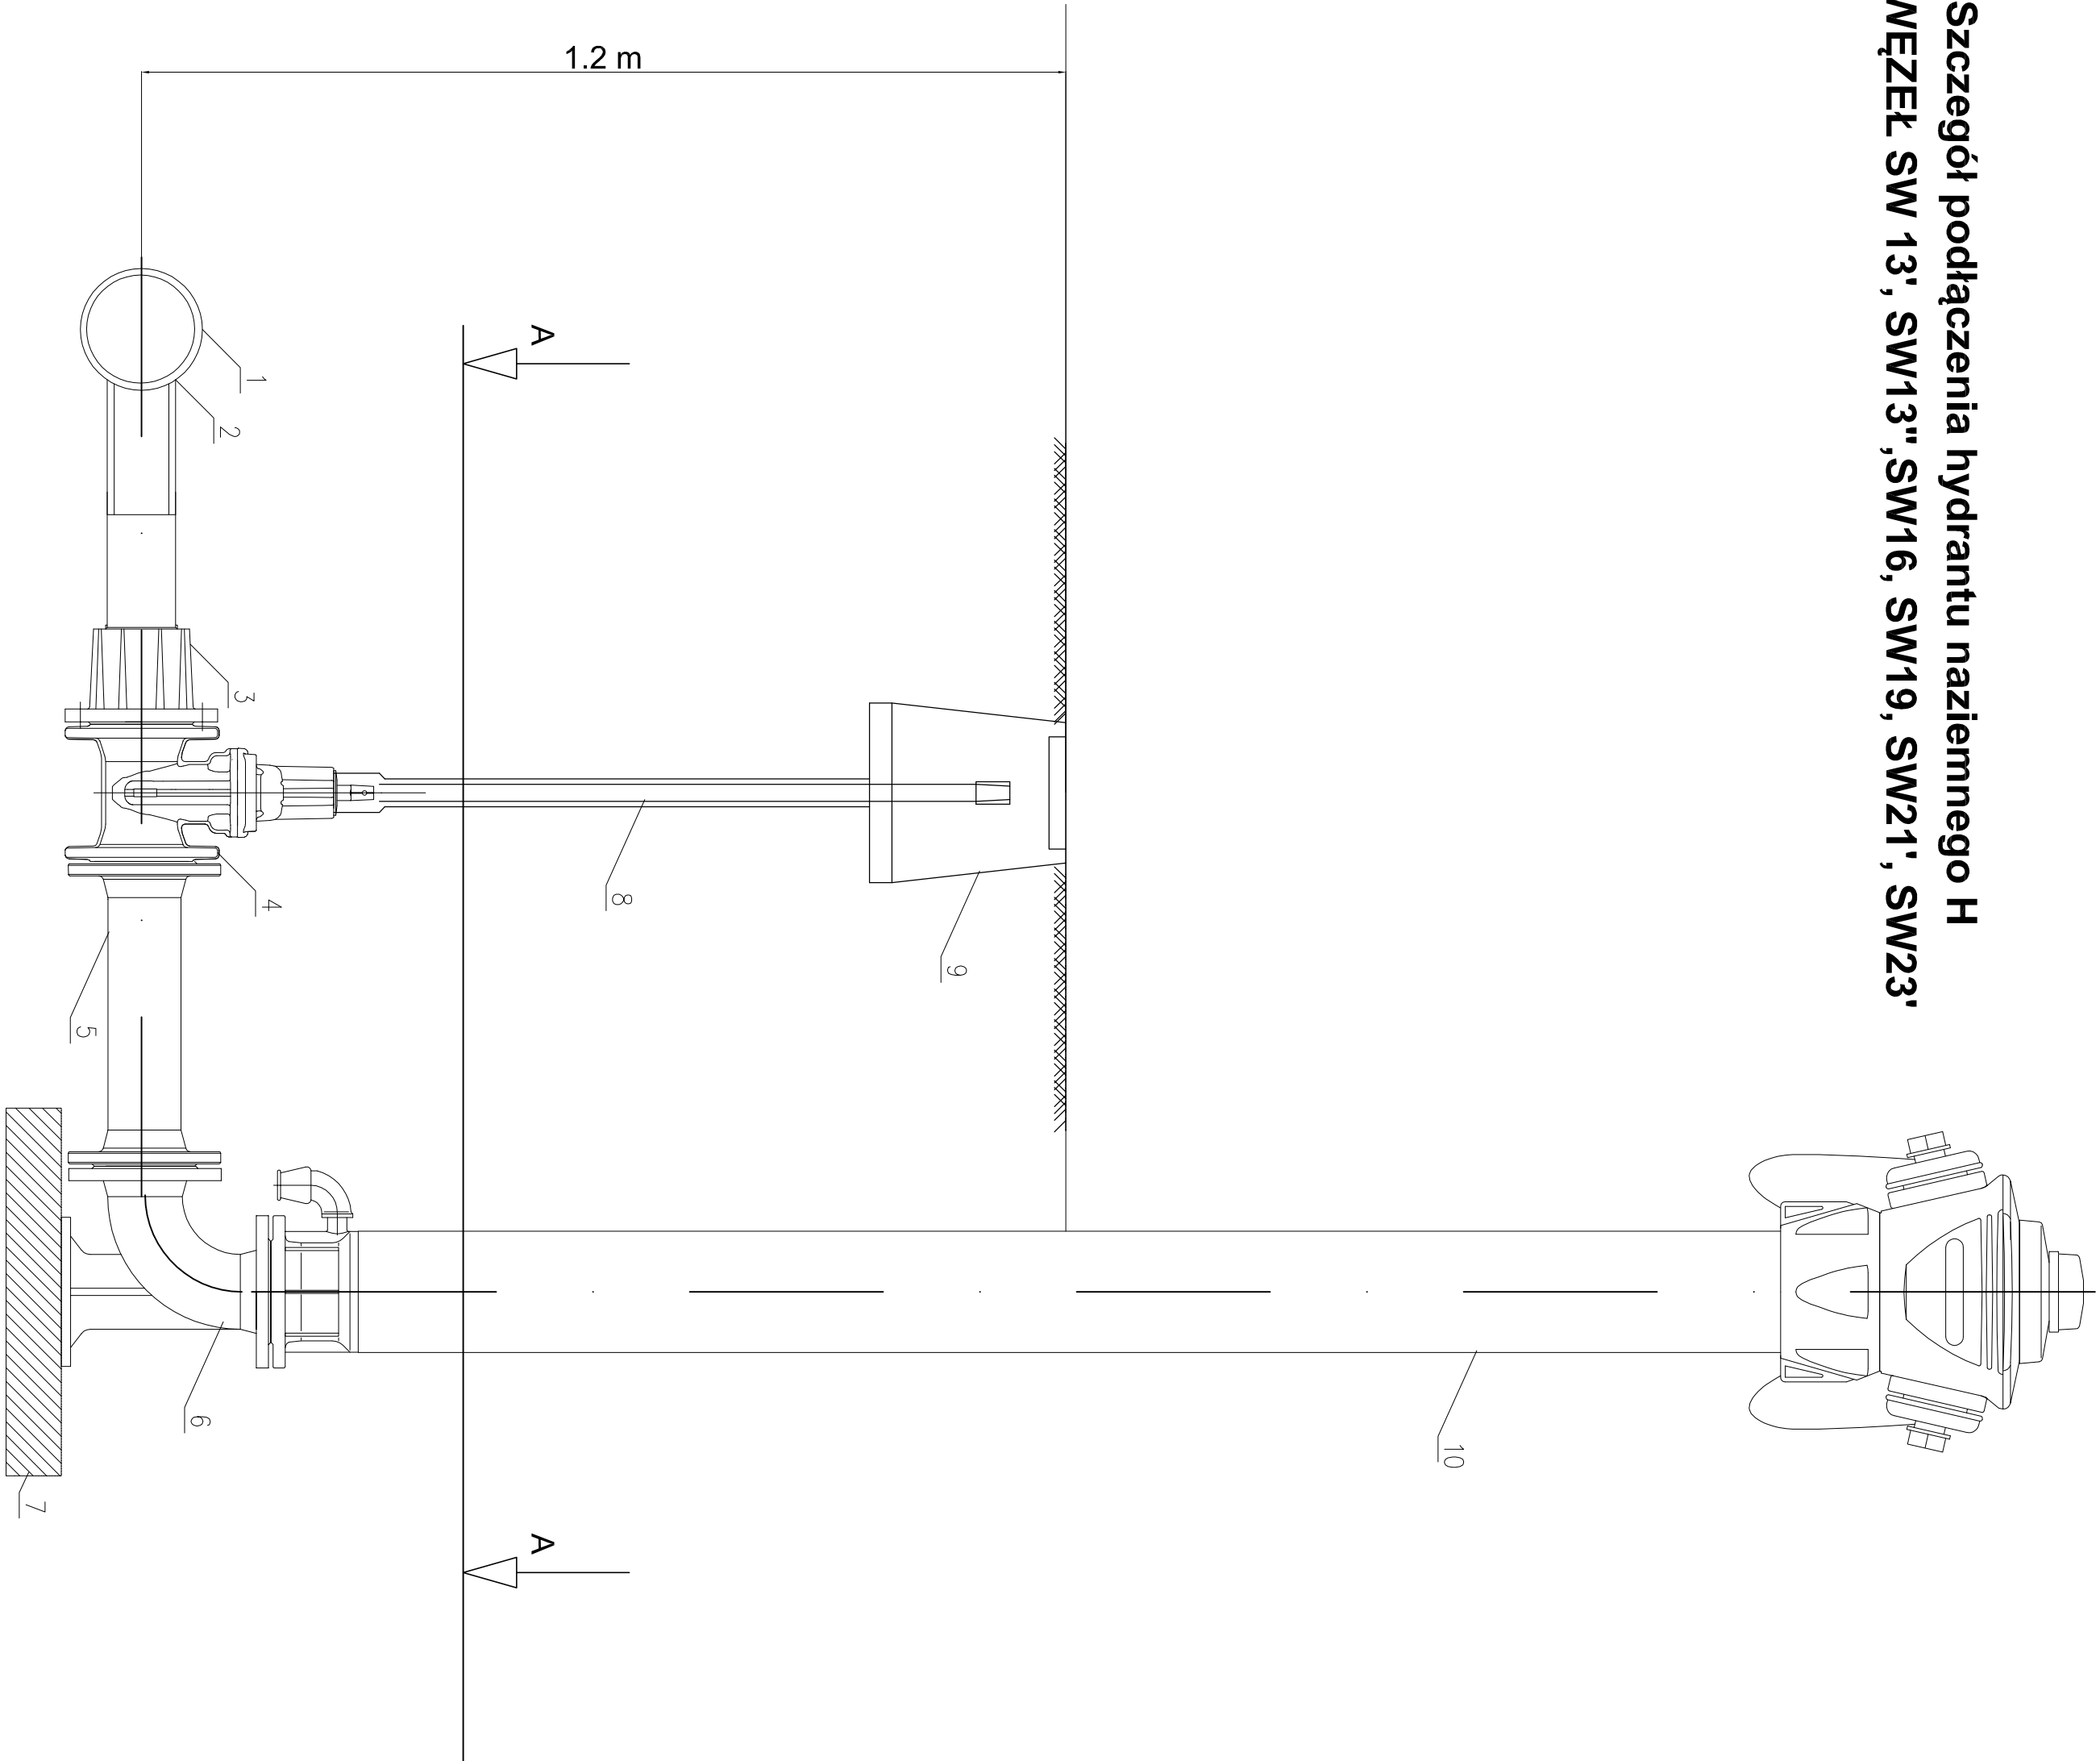 Szczegół podłączenia hydrantu naziemnego H
WĘZEŁ SW 13', SW13",SW16, SW19, SW21', SW23'
1.2 m
A
A
1
2
3
4
5
6
7
8
9
10